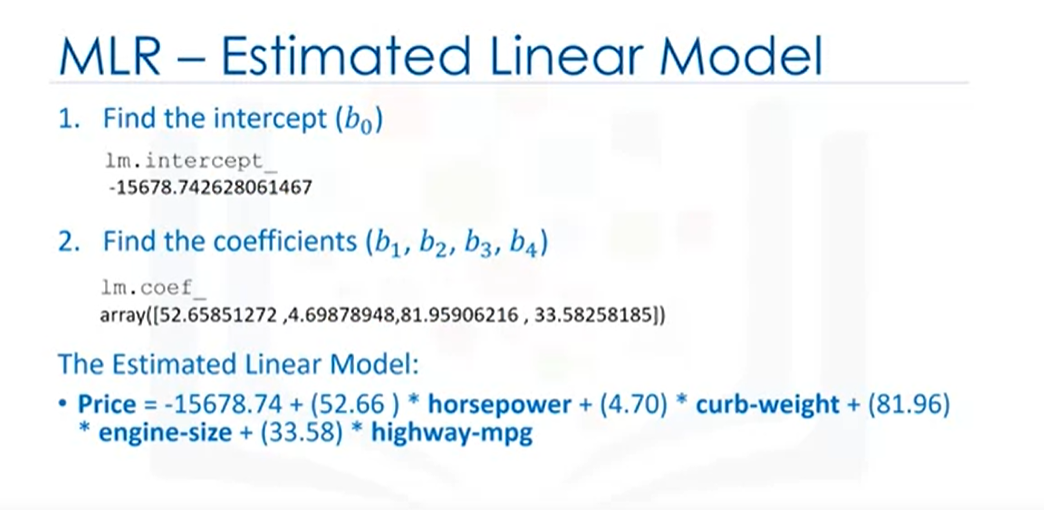 MLR – Estimated Linear Model
1. Find the intercept (b₀)
lm.intercept_
-15678.742628061467
2. Find the coefficients (b₁, b₂, b₃, b₄)
lm.coef_
array([52.65851272 ,4.69878948,81.95906216 , 33.58258185])
The Estimated Linear Model:
• Price = -15678.74 + (52.66 ) * horsepower + (4.70) * curb-weight + (81.96)
* engine-size + (33.58) * highway-mpg